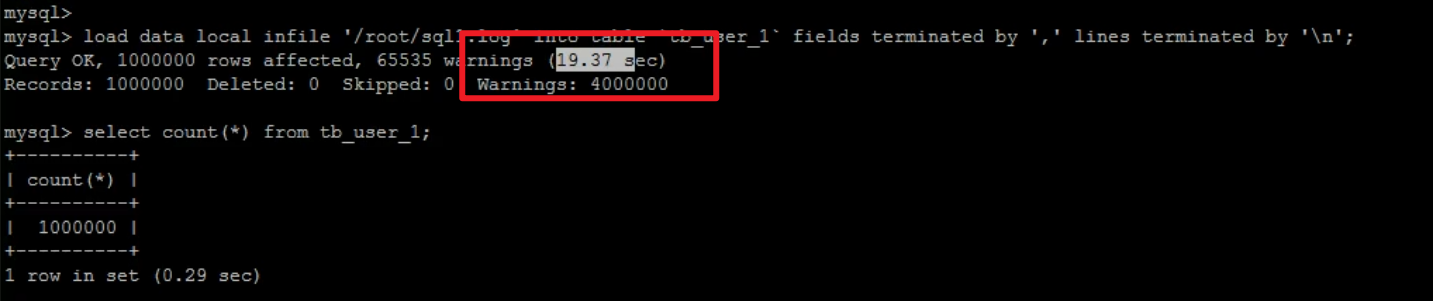 mysql>
mysql> load data local infile '/root/sql1.log' into table `tb_user_1` fields terminated by ',' lines terminated by '\n';
Query OK, 1000000 rows affected, 65535 warnings (19.37 sec)
Records: 1000000  Deleted: 0  Skipped: 0  Warnings: 4000000
mysql> select count(*) from tb_user_1;
+----------+
| count(*) |
+----------+
|  1000000 |
+----------+
1 row in set (0.29 sec)